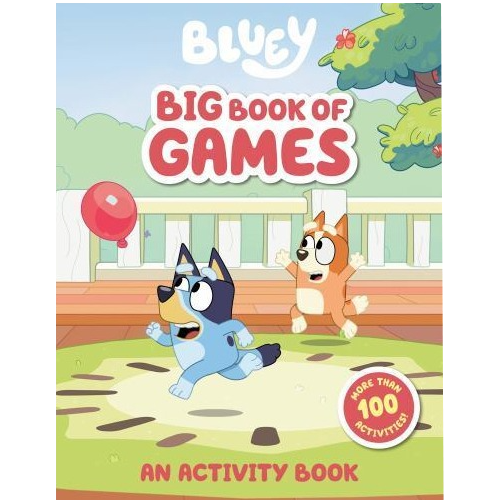 BLUEY
BIG BOOK OF
GAMES
MORE THAN
100
ACTIVITIES!
AN ACTIVITY BOOK